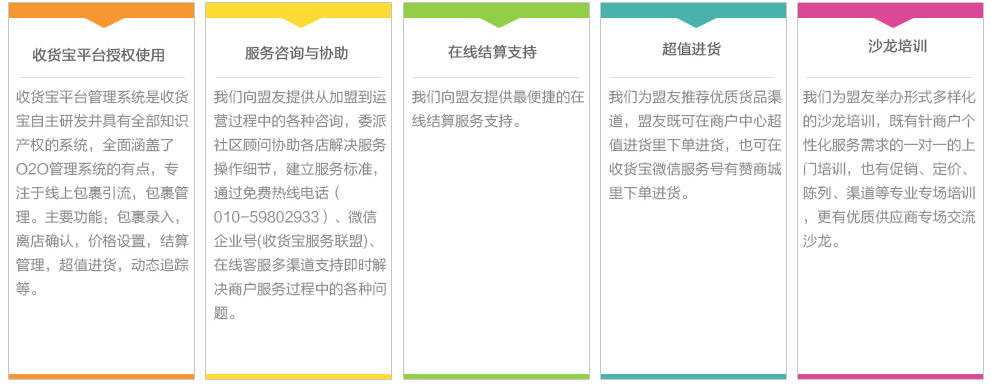 收货宝平台授权使用
收货宝平台管理系统是收货
宝自主研发并具有全部知识
产权的系统，全面涵盖了
O2O管理系统的有点，专
注于线上包裹引流，包裹管
理。主要功能：包裹录入，
离店确认，价格设置，结算
管理，超值进货，动态追踪
等。
服务咨询与协助
我们向盟友提供从加盟到运
营过程中的各种咨询，委派
社区顾问协助各店解决服务
操作细节，建立服务标准，
通过免费热线电话（
010-59802933）、微信
企业号(收货宝服务联盟)、
在线客服多渠道支持即时解
决商户服务过程中的各种问
题。
在线结算支持
我们向盟友提供最便捷的在
线结算服务支持。
超值进货
我们为盟友推荐优质货品渠
道，盟友既可在商户中心超
值进货里下单进货，也可在
收货宝微信服务号有赞商城
里下单进货。
沙龙培训
我们为盟友举办形式多样化
的沙龙培训，既有针商户个
性化服务需求的一对一的上
门培训，也有促销、定价、
陈列、渠道等专业专场培训
，更有优质供应商专场交流
沙龙。